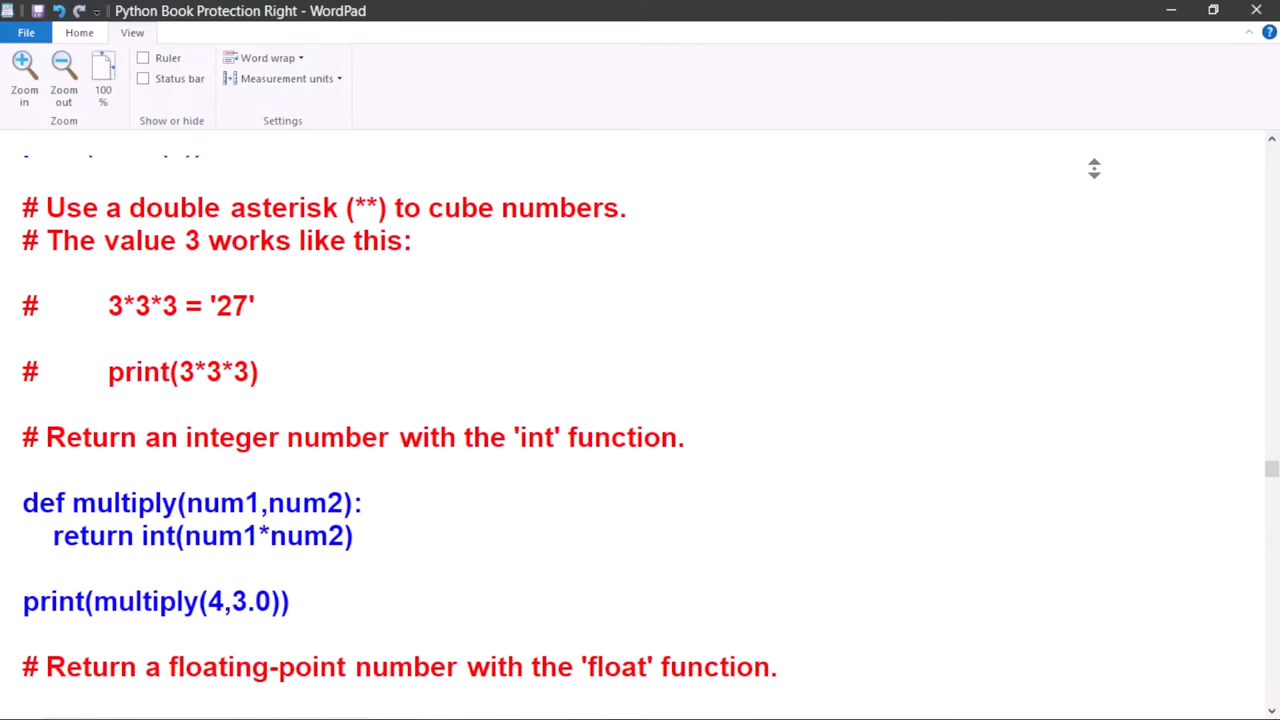 Python Book Protection Right - WordPad
File
Home
View
Zoom in
Zoom out
100 %
Zoom
Ruler
Status bar
Show or hide
Word wrap
Measurement units
Settings
# Use a double asterisk (**) to cube numbers.
# The value 3 works like this:
# 3*3*3 = '27'
# print(3*3*3)
# Return an integer number with the 'int' function.
def multiply(num1,num2):
    return int(num1*num2)
print(multiply(4,3.0))
# Return a floating-point number with the 'float' function.